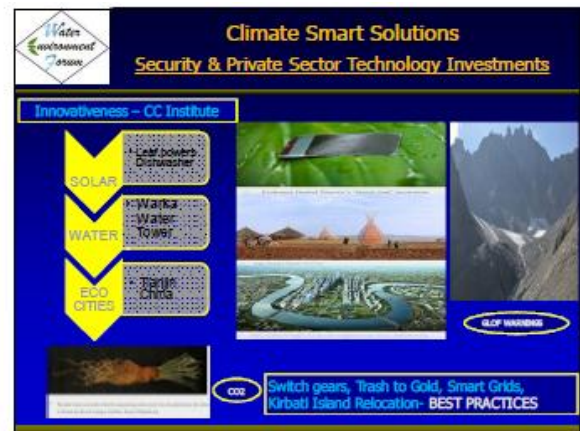 Water
Environment
Forum
Climate Smart Solutions
Security & Private Sector Technology Investments
Innovativeness – CC Institute
SOLAR
• Leaf powers
Dishwasher
WATER
• Warka
Water
Tower
ECO
CITIES
• Tianjin
China
GLOF WARNINGS
CO2
Switch gears, Trash to Gold, Smart Grids,
Kirbati Island Relocation- BEST PRACTICES